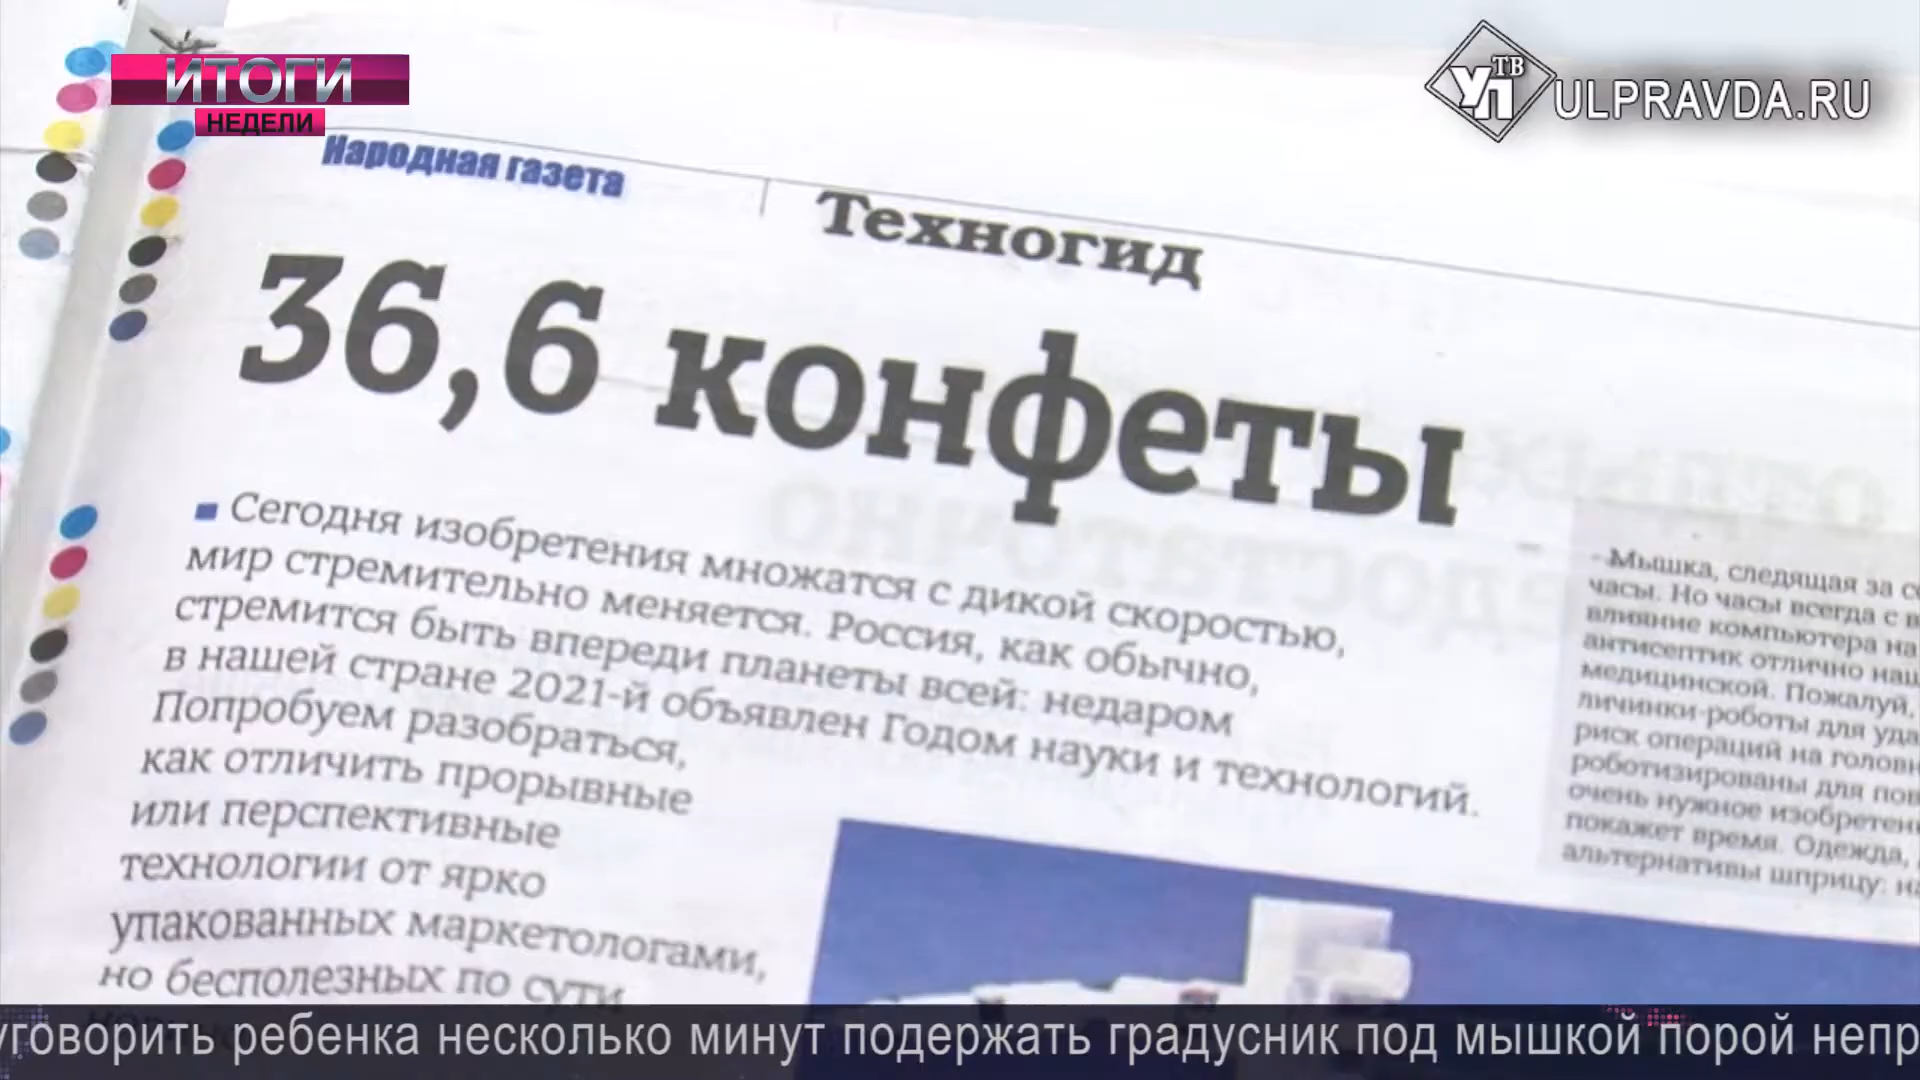 ИТОГИ
НЕДЕЛИ
ТВ
УП
ULPRAVDA.RU
Народная газета
Техногид
36,6 конфеты
Сегодня изобретения множатся с дикой скоростью,
мир стремительно меняется. Россия, как обычно,
стремится быть впереди планеты всей: недаром
в нашей стране 2021-й объявлен Годом науки и технологий.
Попробуем разобраться,
как отличить прорывные
или перспективные
технологии от ярко
упакованных маркетологами,
но бесполезных по сути
- Мышка, следящая за
часы. Но часы всегда с
влияние компьютера на
антисептик отлично
медицинской. Пожалуй,
личинки-роботы для
риск операций на
роботизированы для
очень нужное
покажет время. Одежда,
альтернативы шприцу:
уговорить ребенка несколько минут подержать градусник под мышкой порой непр